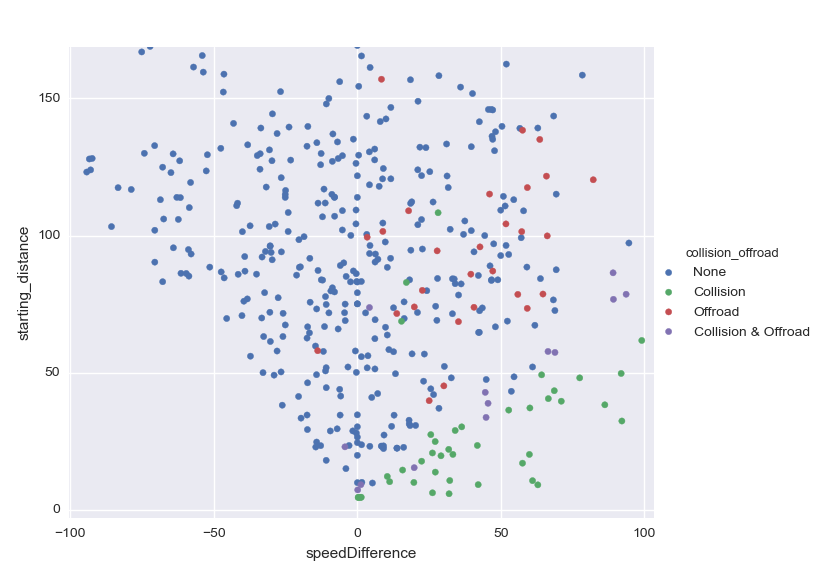 150
100
50
0
−100
−50
0
50
100
speedDifference
starting_distance
collision_offroad
None
Collision
Offroad
Collision & Offroad